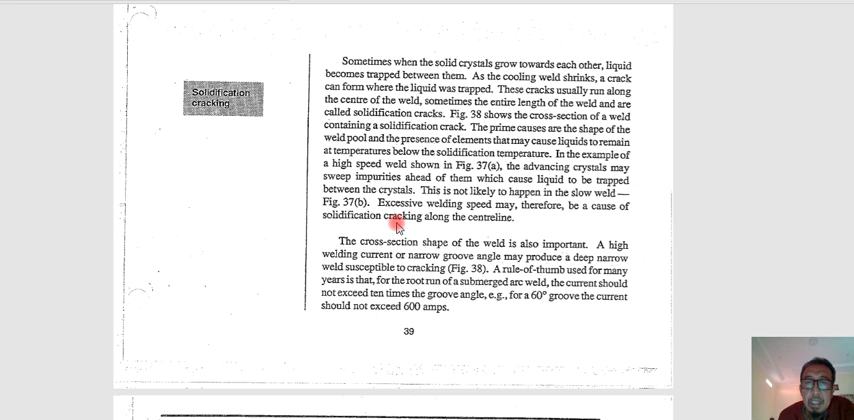 Solidification
cracking
Sometimes when the solid crystals grow towards each other, liquid
becomes trapped between them. As the cooling weld shrinks, a crack
can form where the liquid was trapped. These cracks usually run along
the centre of the weld, sometimes the entire length of the weld and are
called solidification cracks. Fig. 38 shows the cross-section of a weld
containing a solidification crack. The prime causes are the shape of the
weld pool and the presence of elements that may cause liquids to remain
at temperatures below the solidification temperature. In the example of
a high speed weld shown in Fig. 37(a), the advancing crystals may
sweep impurities ahead of them which cause liquid to be trapped
between the crystals. This is not likely to happen in the slow weld —
Fig. 37(b). Excessive welding speed may, therefore, be a cause of
solidification cracking along the centreline.
The cross-section shape of the weld is also important. A high
welding current or narrow groove angle may produce a deep narrow
weld susceptible to cracking (Fig. 38). A rule-of-thumb used for many
years is that, for the root run of a submerged arc weld, the current should
not exceed ten times the groove angle, e.g., for a 60° groove the current
should not exceed 600 amps.
39